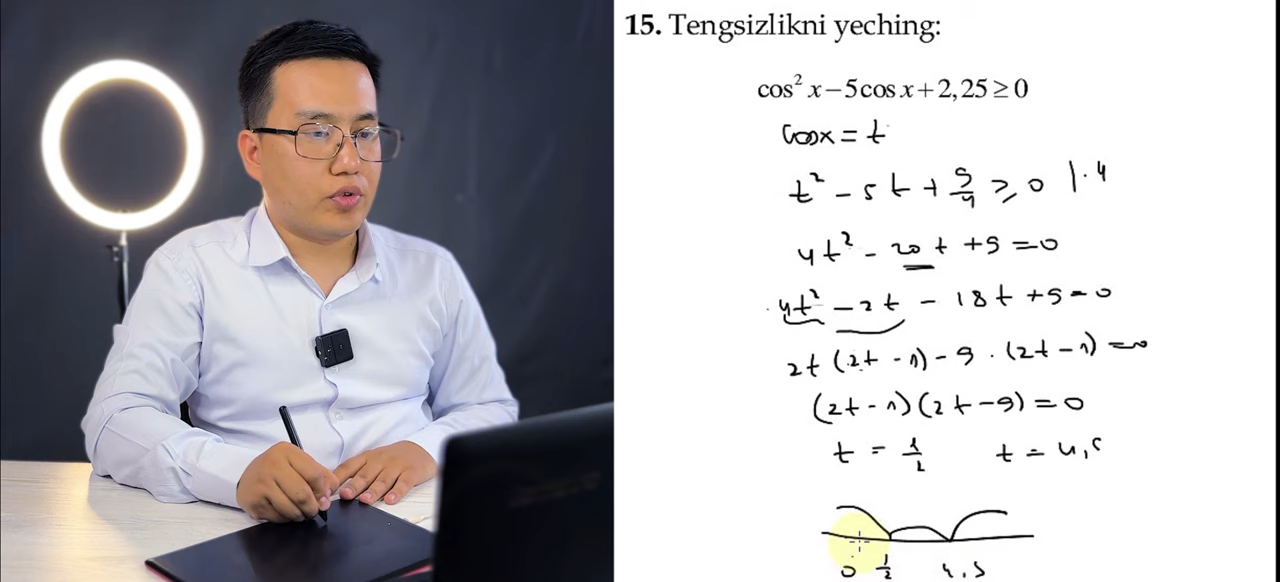 15. Tengsizlikni yeching:
cos² x − 5cos x + 2,25 ≥ 0
cosx = t
t² − 5t + 9/4 ≥ 0 |·4
4t² − 20t + 9 = 0
4t² − 2t − 18t + 9 = 0
2t(2t − 1) − 9 · (2t − 1) = 0
(2t − 1)(2t − 9) = 0
t = 1/2 t = 4,5
0 1/2 4,5